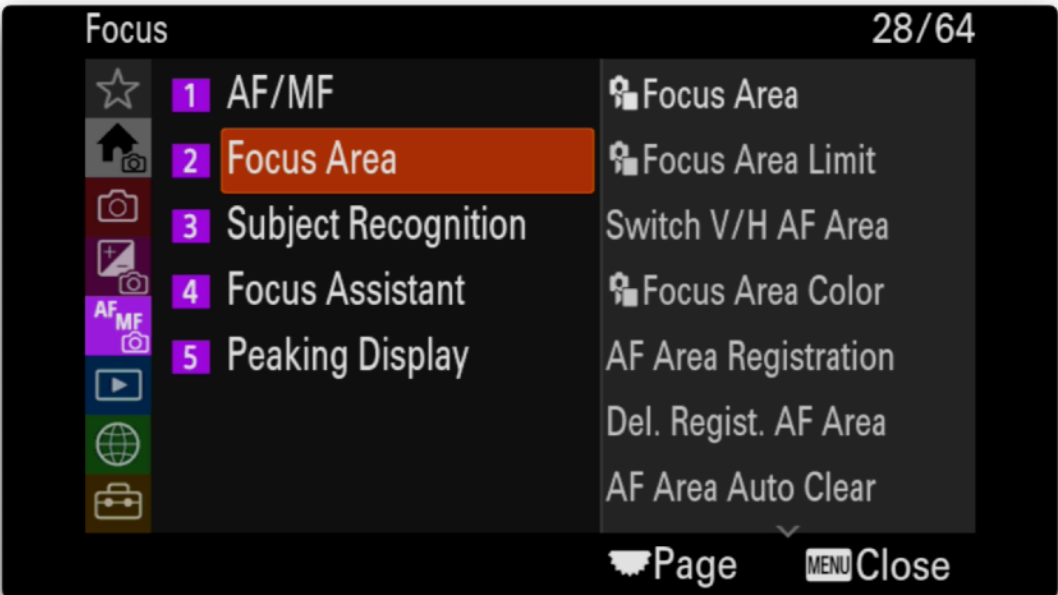 Focus 28/64
1 AF/MF
2 Focus Area
3 Subject Recognition
4 Focus Assistant
5 Peaking Display
AF MF
Focus Area
Focus Area Limit
Switch V/H AF Area
Focus Area Color
AF Area Registration
Del. Regist. AF Area
AF Area Auto Clear
Page MENU Close